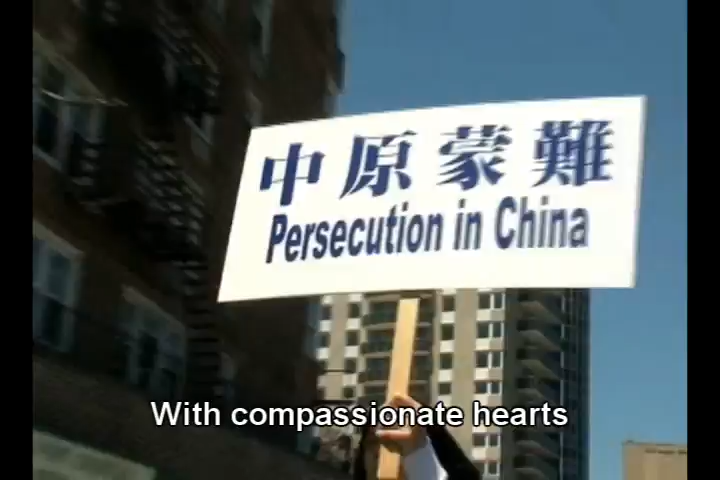 中原蒙難
Persecution in China
With compassionate hearts